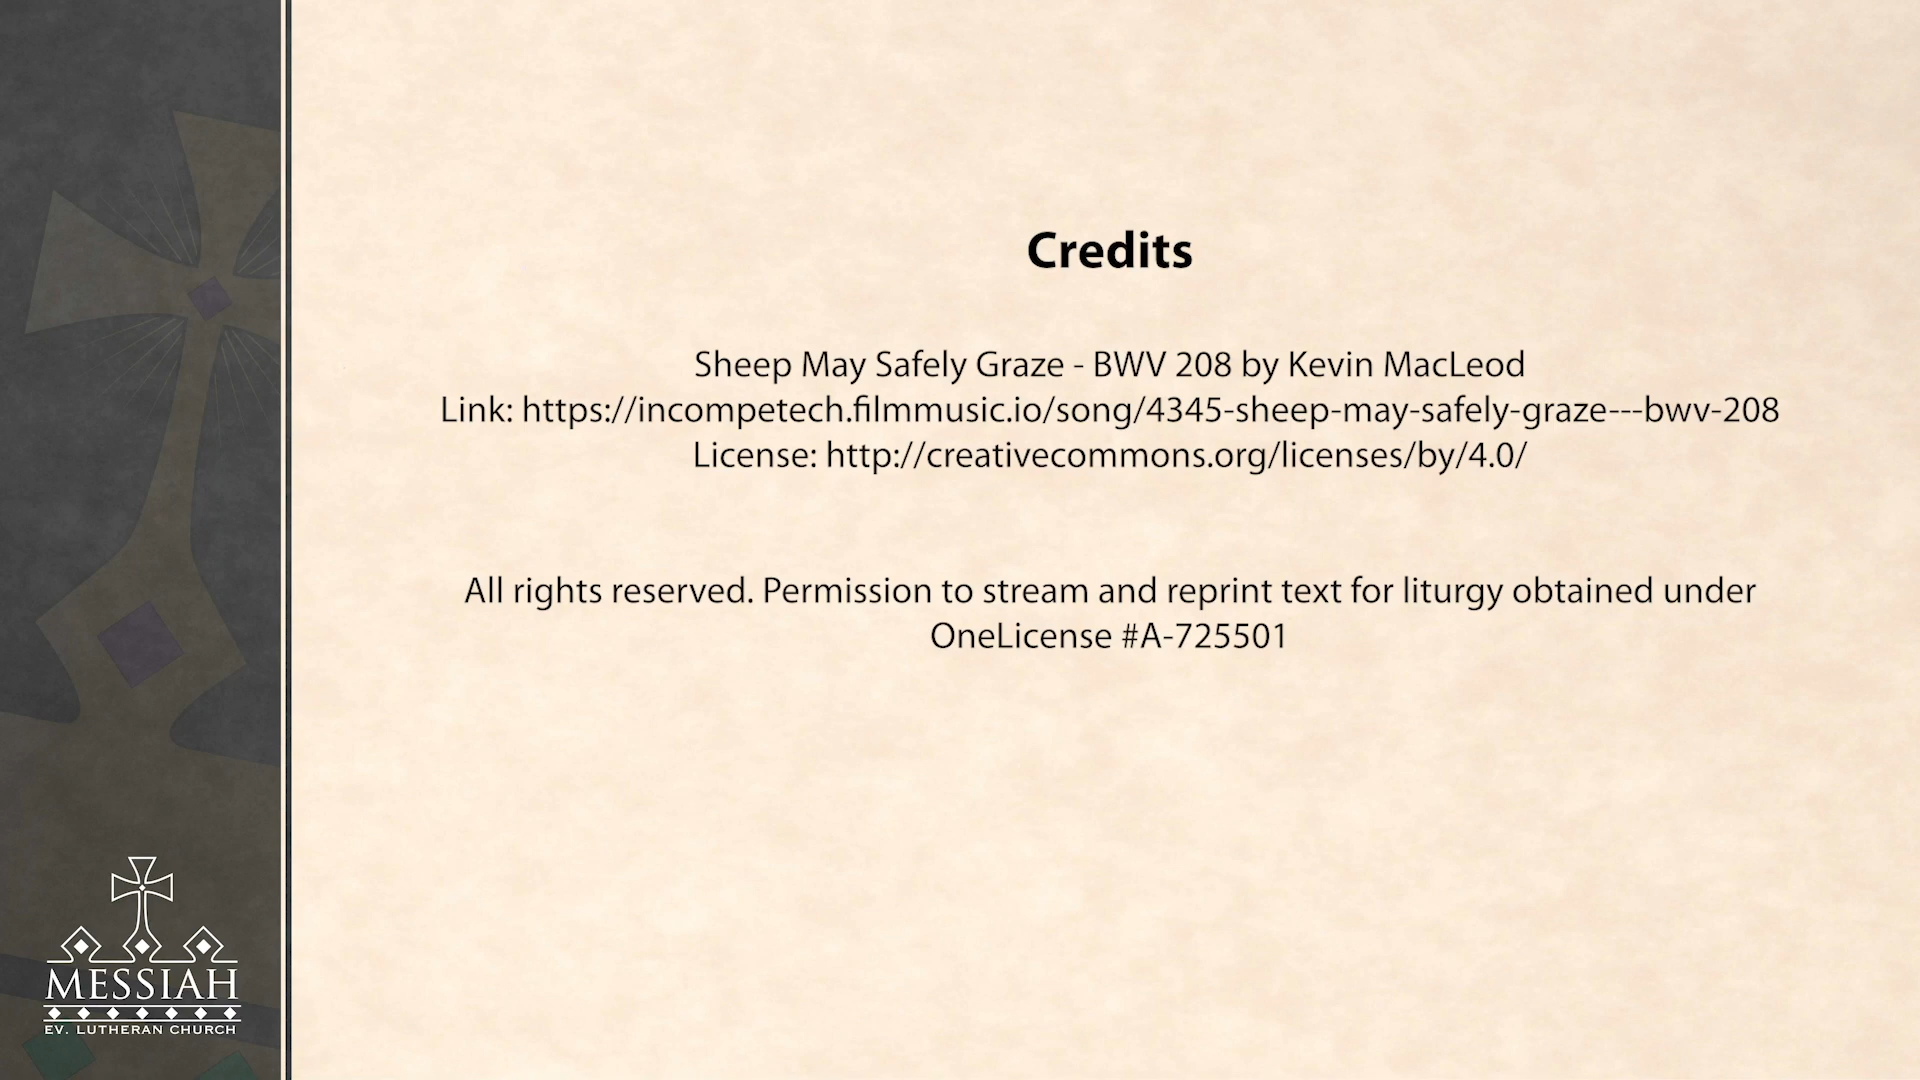 Credits
Sheep May Safely Graze - BWV 208 by Kevin MacLeod
Link: https://incompetech.filmmusic.io/song/4345-sheep-may-safely-graze---bwv-208
License: http://creativecommons.org/licenses/by/4.0/
All rights reserved. Permission to stream and reprint text for liturgy obtained under
OneLicense #A-725501
MESSIAH
EV. LUTHERAN CHURCH